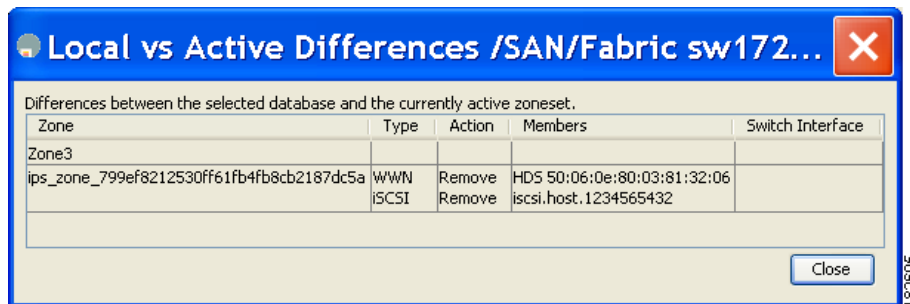 Local vs Active Differences /SAN/Fabric sw172...
Differences between the selected database and the currently active zoneset.
Zone Type Action Members Switch Interface
Zone3
ips_zone_799ef8212530ff61fb4fb8cb2187dc5a WWN Remove HDS 50:06:0e:80:03:81:32:06
iSCSI Remove iscsi.host.1234565432
Close